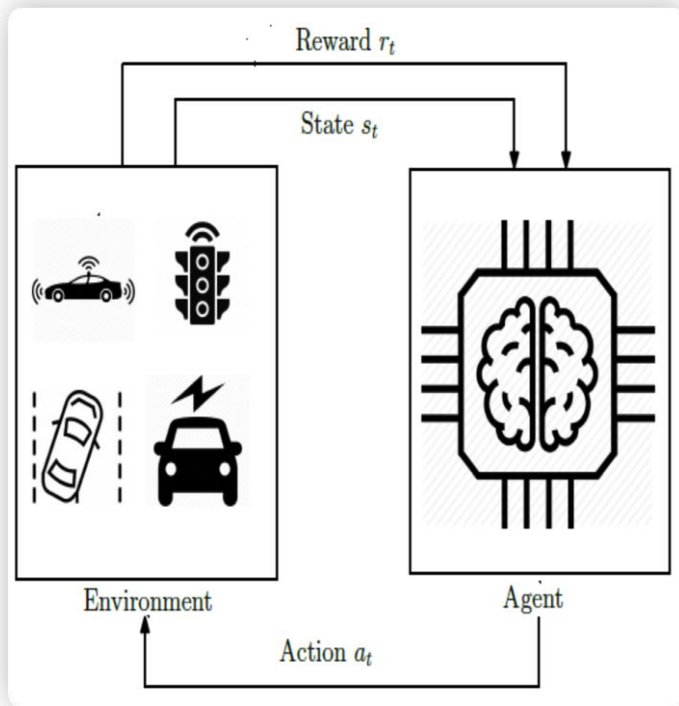 Reward r_t
State s_t
Environment
Agent
Action a_t